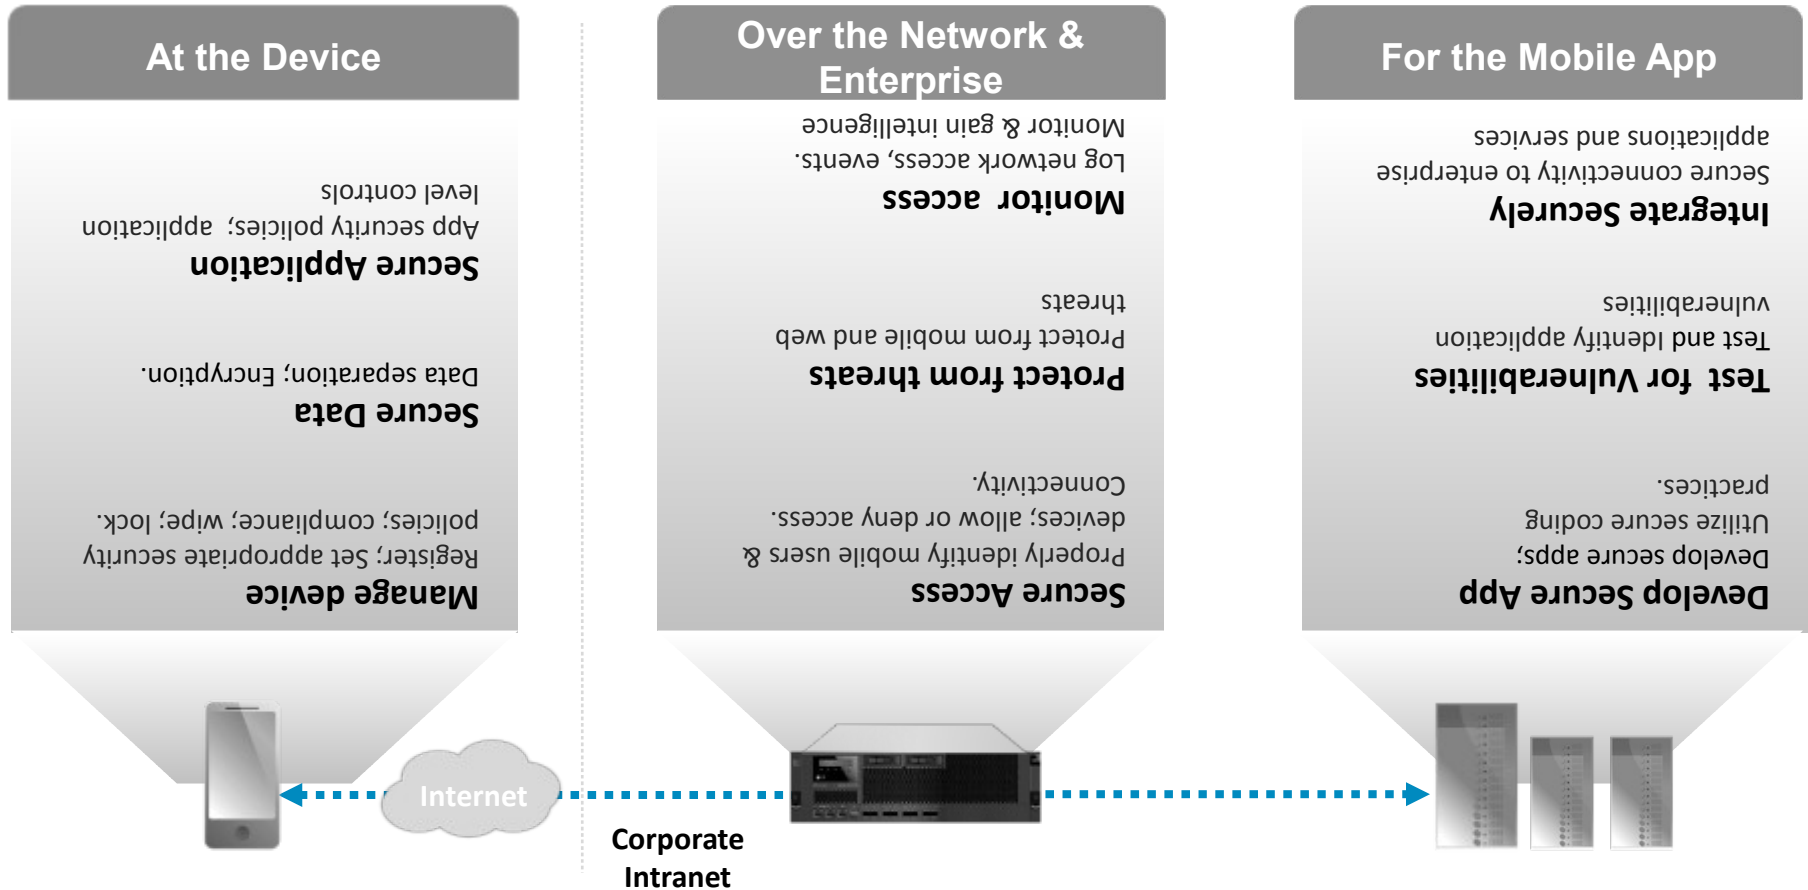 At the Device
Manage device
Register; Set appropriate security
policies; compliance; wipe; lock.
Secure Data
Data separation; Encryption.
Secure Application
App security policies;  application
level controls
Over the Network &
Enterprise
Secure Access
Properly identify mobile users &
devices; allow or deny access.
Connectivity.
Protect from threats
Protect from mobile and web
threats
Monitor  access
Log network access, events.
Monitor & gain intelligence
For the Mobile App
Develop Secure App
Develop secure apps;
Utilize secure coding
practices.
Test  for Vulnerabilities
Test and Identify application
vulnerabilities
Integrate Securely
Secure connectivity to enterprise
applications and services
Internet
Corporate
Intranet